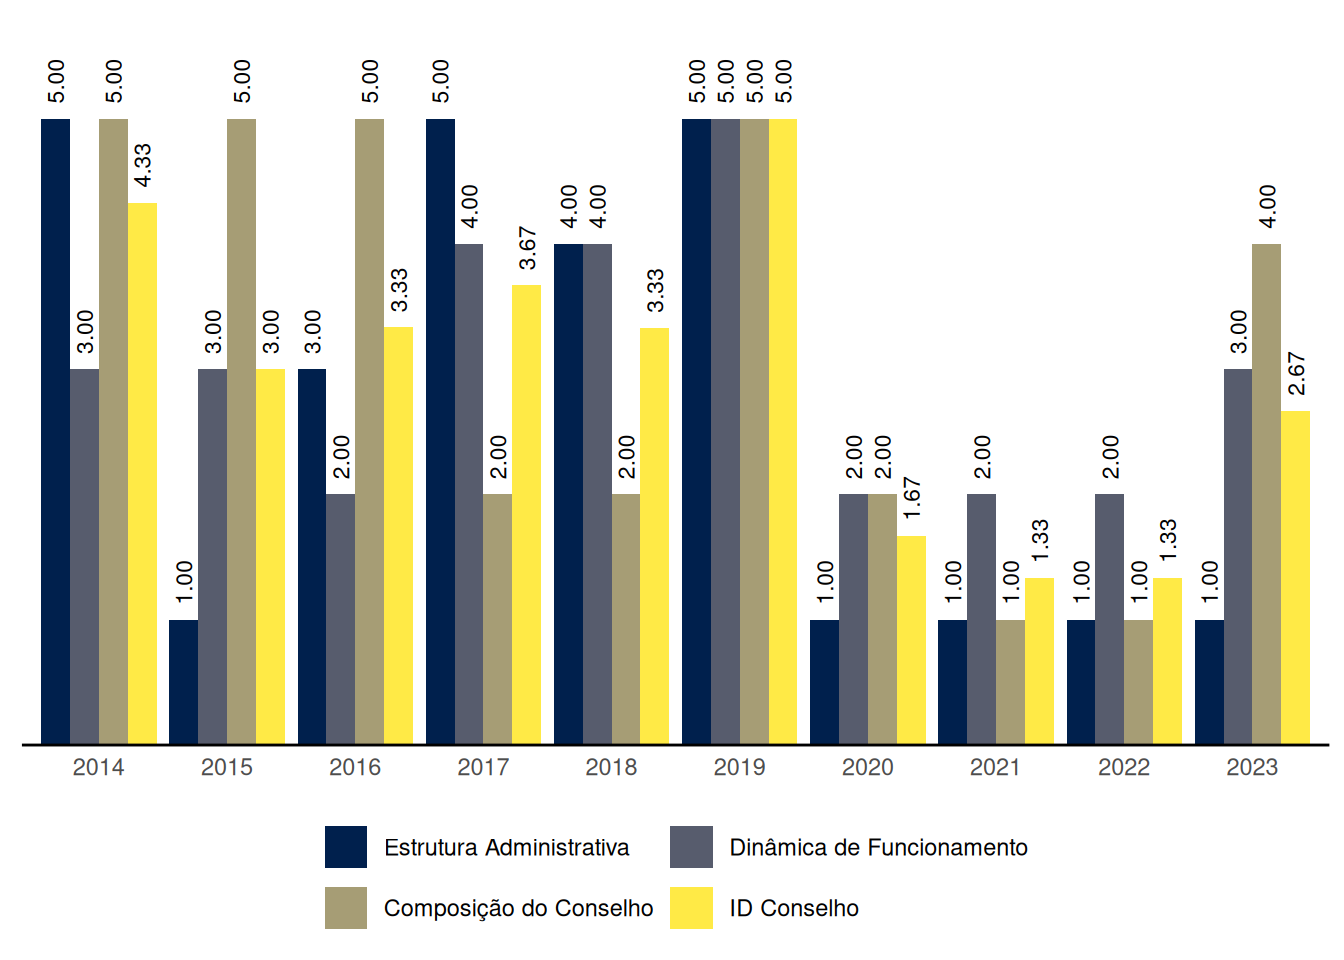 5.00 3.00 5.00 4.33 1.00 3.00 5.00 3.00 3.00 2.00 5.00 3.33 5.00 4.00 2.00 3.67 4.00 4.00 2.00 3.33 5.00 5.00 5.00 5.00 1.00 2.00 2.00 1.67 1.00 2.00 1.00 1.33 1.00 2.00 1.00 1.33 1.00 3.00 4.00 2.67
2014 2015 2016 2017 2018 2019 2020 2021 2022 2023
Estrutura Administrativa Dinâmica de Funcionamento
Composição do Conselho ID Conselho